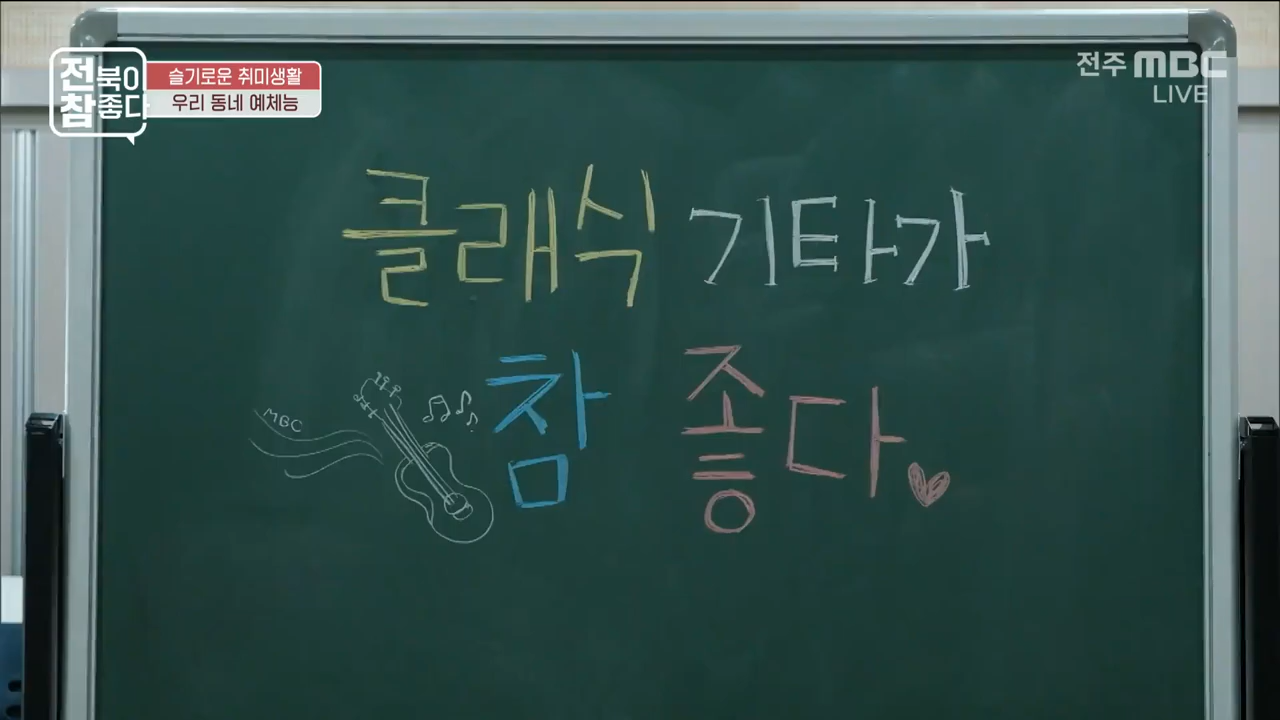 전북이
참좋다
슬기로운 취미생활
우리 동네 예체능
전주 MBC
LIVE
클래식 기타가
참 좋다
MBC